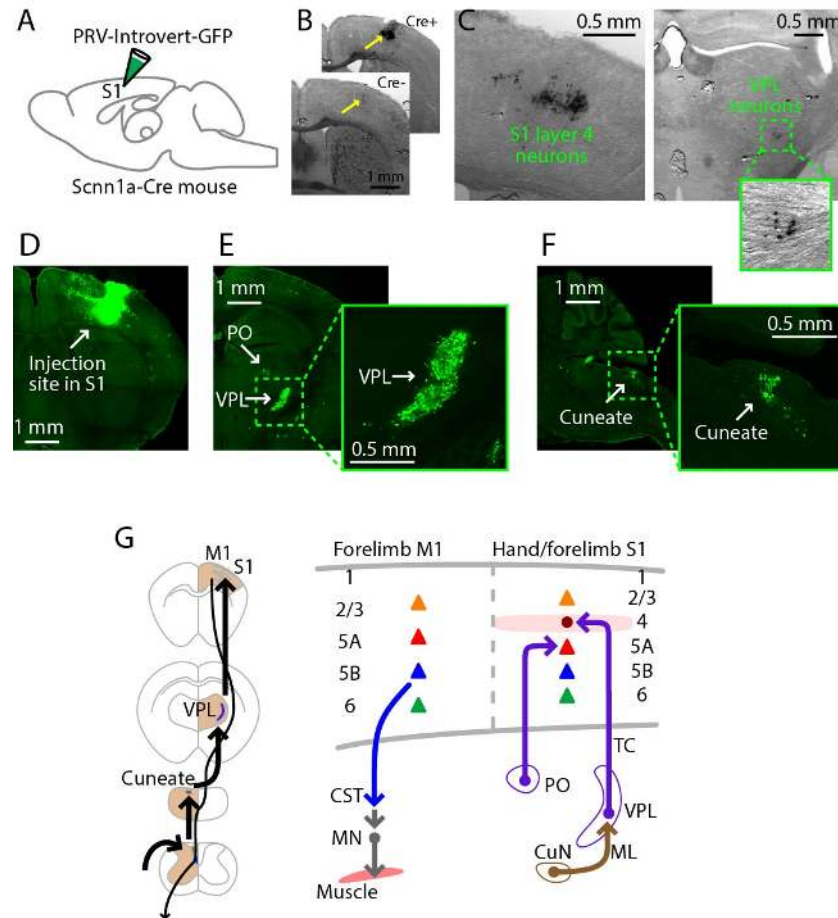 A
PRV-Introvert-GFP
S1
Scnn1a-Cre mouse
B
Cre+
Cre-
1 mm
C
0.5 mm
S1 layer 4
neurons
0.5 mm
VPL
neurons
D
Injection
site in S1
1 mm
E
1 mm
PO
VPL
VPL
0.5 mm
F
1 mm
Cuneate
0.5 mm
Cuneate
G
M1
S1
VPL
Cuneate
Forelimb M1
Hand/forelimb S1
1
2/3
5A
5B
6
1
2/3
4
5A
5B
6
CST
MN
Muscle
PO
TC
VPL
CuN
ML